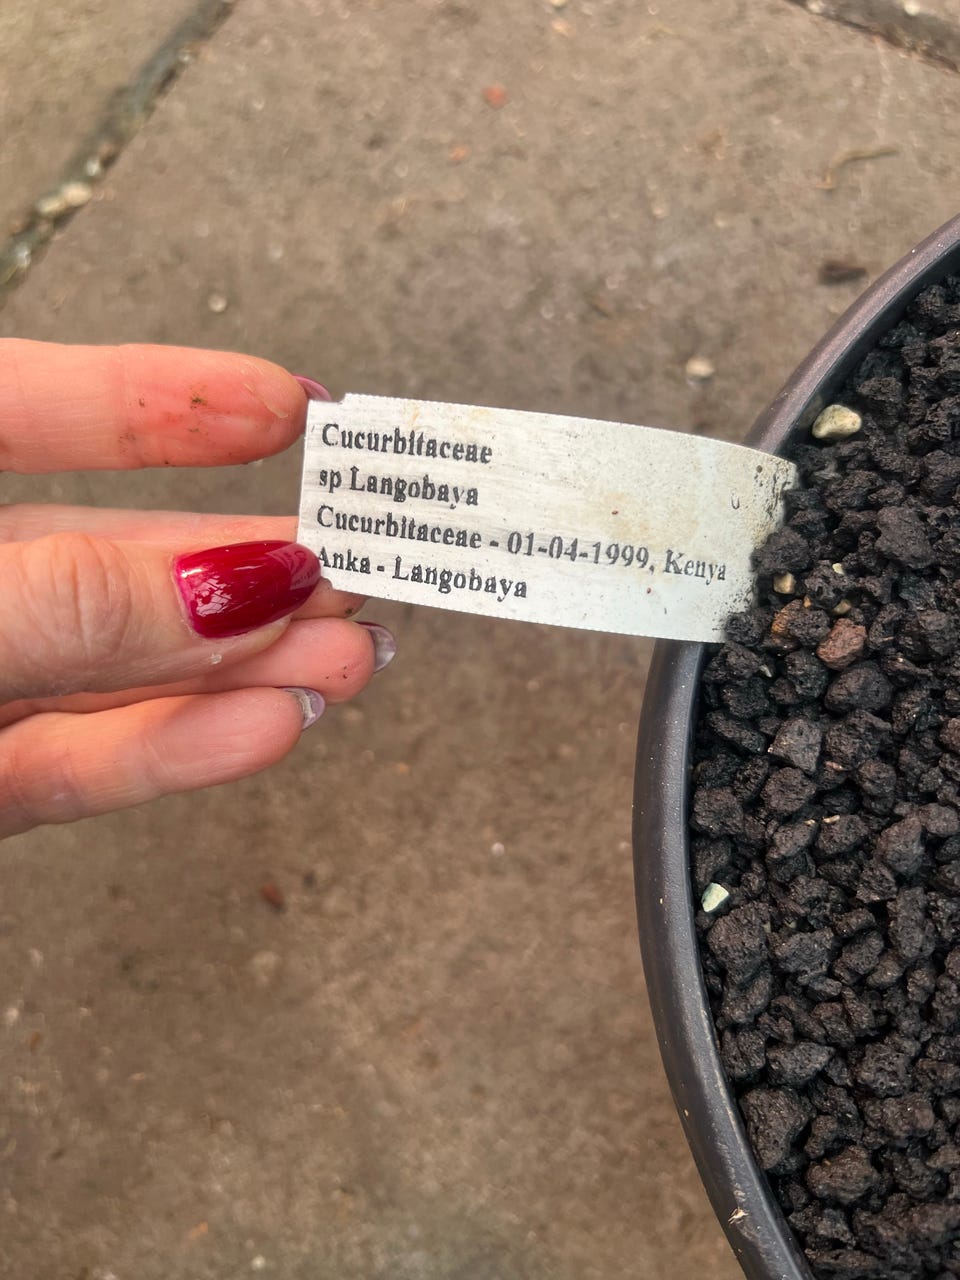 Cucurbitaceae
sp Langobaya
Cucurbitaceae - 01-04-1999, Kenya
Anka - Langobaya